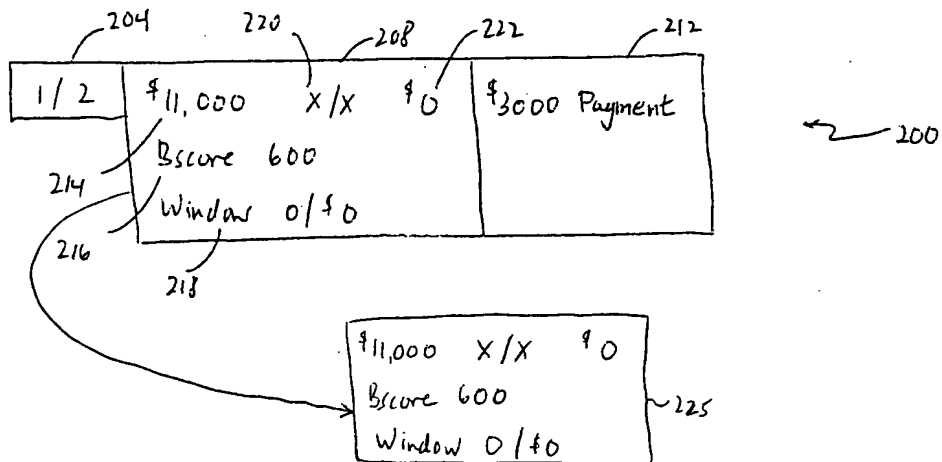 204 220 208 222 212
1/2 $11,000 X/X $0 $3000 Payment
200
Bscore 600
214
Window 0/$0
216
218
$11,000 X/X $0
Bscore 600
225
Window 0/$0